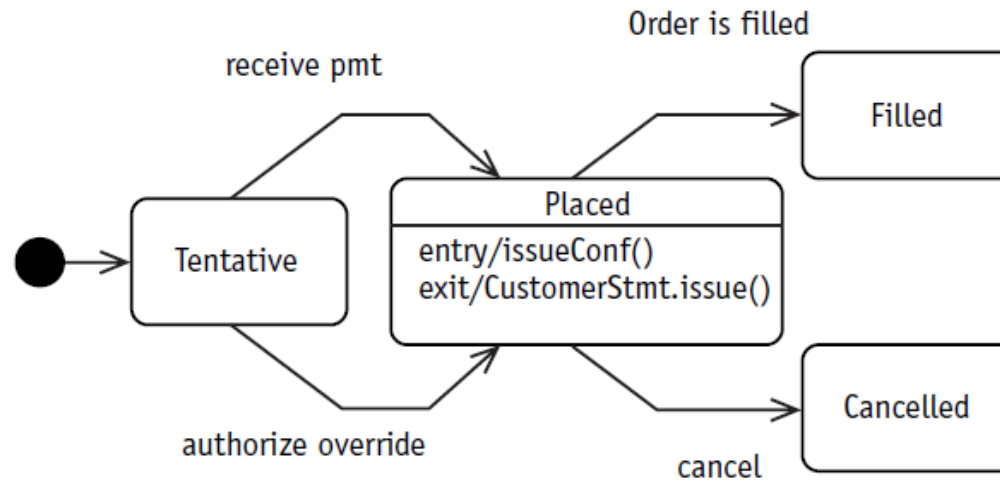 Order is filled
receive pmt
Filled
Placed
Tentative
entry/issueConf()
exit/CustomerStmt.issue()
Cancelled
authorize override
cancel